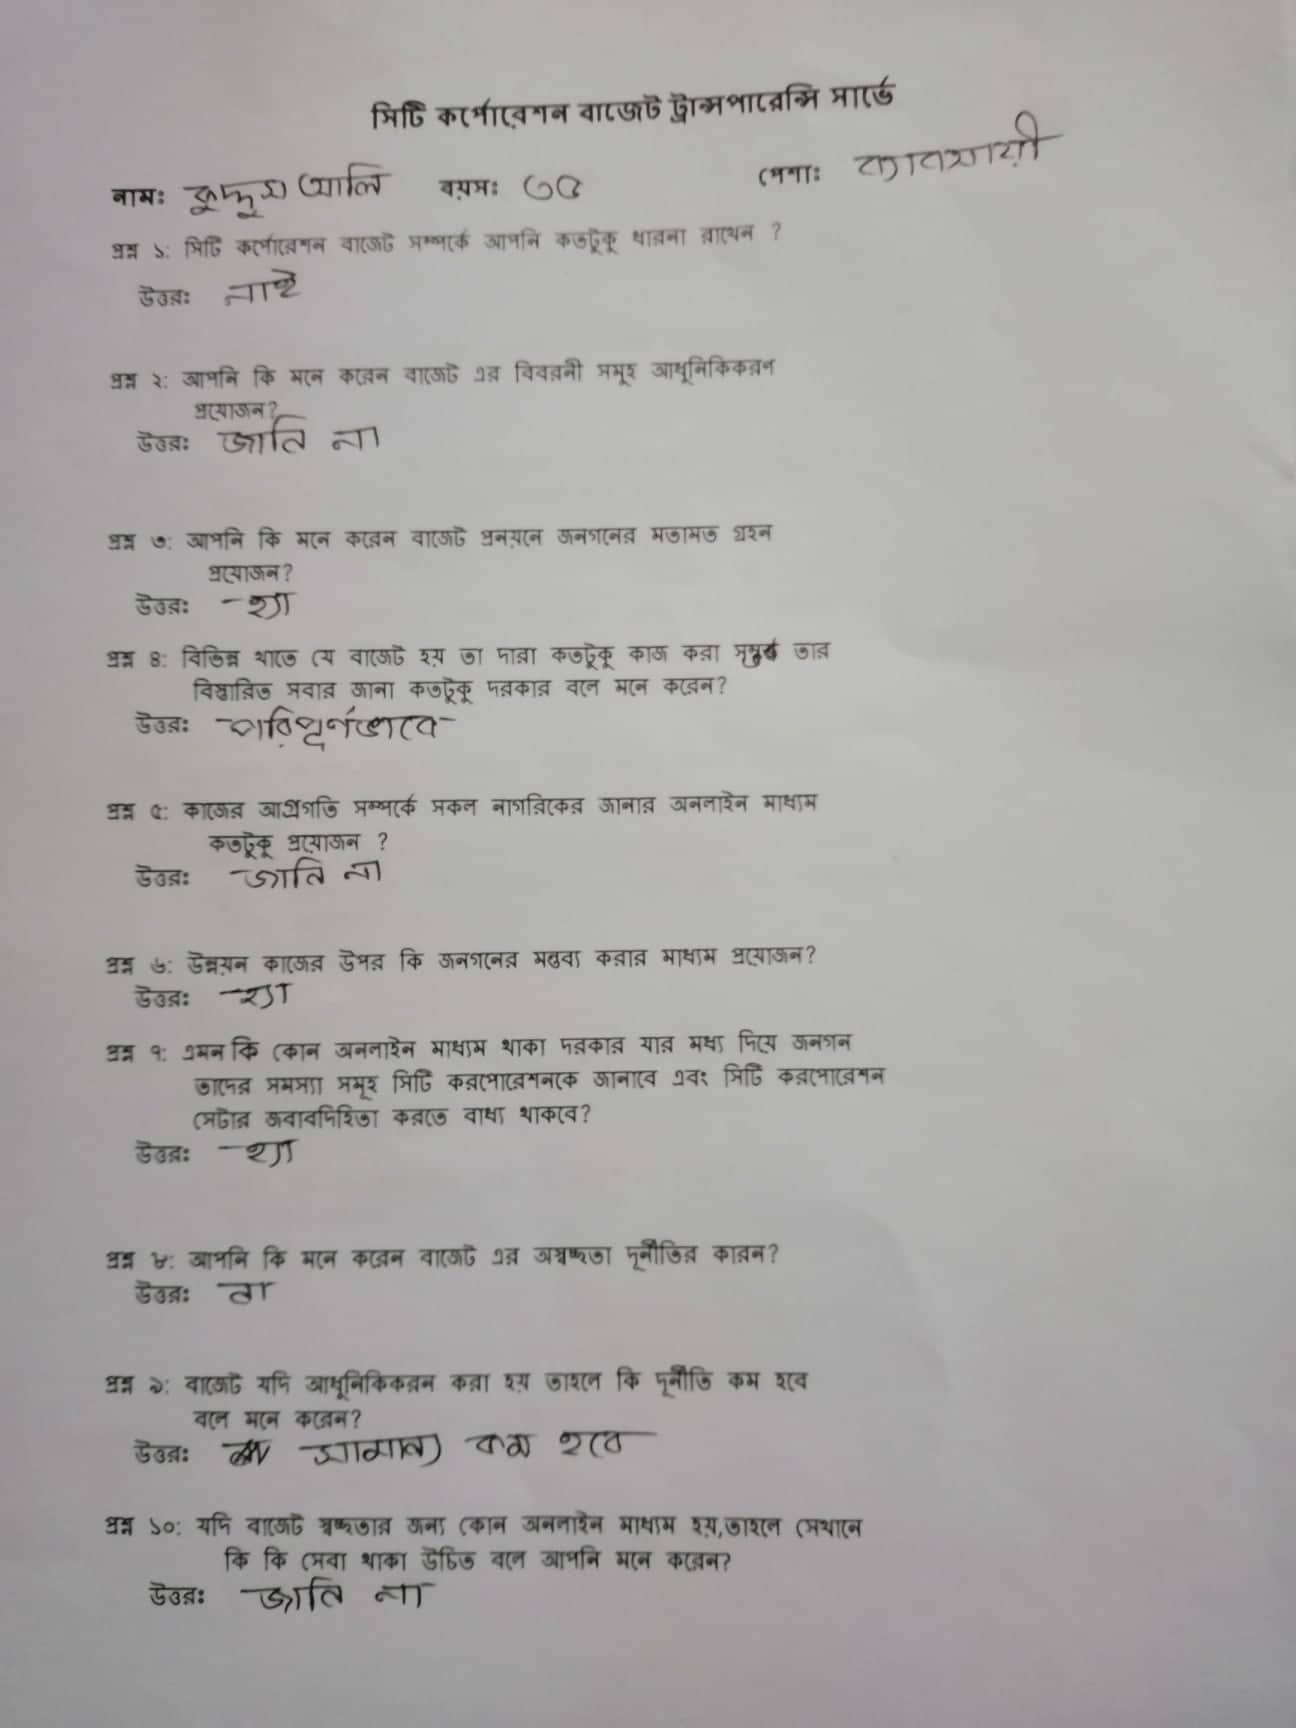 সিটি কর্পোরেশন বাজেট ট্রান্সপারেন্সি সার্ভে
নামঃ কুদ্দুস আলি বয়সঃ ৩৫ পেশাঃ ব্যাবসায়ী
প্রশ্ন ১: সিটি কর্পোরেশন বাজেট সম্পর্কে আপনি কতটুকু ধারনা রাখেন ?
উত্তরঃ নাই
প্রশ্ন ২: আপনি কি মনে করেন বাজেট এর বিবরনী সমূহ আধুনিকিকরণ
প্রয়োজন?
উত্তরঃ জানি না
প্রশ্ন ৩: আপনি কি মনে করেন বাজেট প্রনয়নে জনগনের মতামত গ্রহন
প্রয়োজন?
উত্তরঃ হ্যা
প্রশ্ন ৪: বিভিন্ন খাতে যে বাজেট হয় তা দারা কতটুকু কাজ করা সম্ভব তার
বিস্তারিত সবার জানা কতটুকু দরকার বলে মনে করেন?
উত্তরঃ পরিপূর্ণভাবে
প্রশ্ন ৫: কাজের আগ্রগতি সম্পর্কে সকল নাগরিকের জানার অনলাইন মাধ্যম
কতটুকু প্রয়োজন ?
উত্তরঃ জানি না
প্রশ্ন ৬: উন্নয়ন কাজের উপর কি জনগনের মন্তব্য করার মাধ্যম প্রয়োজন?
উত্তরঃ হ্যা
প্রশ্ন ৭: এমন কি কোন অনলাইন মাধ্যম থাকা দরকার যার মধ্য দিয়ে জনগন
তাদের সমস্যা সমূহ সিটি করপোরেশনকে জানাবে এবং সিটি করপোরেশন
সেটার জবাবদিহিতা করতে বাধ্য থাকবে?
উত্তরঃ হ্যা
প্রশ্ন ৮: আপনি কি মনে করেন বাজেট এর অস্বচ্ছতা দূর্নীতির কারন?
উত্তরঃ না
প্রশ্ন ৯: বাজেট যদি আধুনিকিকরন করা হয় তাহলে কি দূর্নীতি কম হবে
বলে মনে করেন?
উত্তরঃ সামান্য কম হবে
প্রশ্ন ১০: যদি বাজেট স্বচ্ছতার জন্য কোন অনলাইন মাধ্যম হয়,তাহলে সেখানে
কি কি সেবা থাকা উচিত বলে আপনি মনে করেন?
উত্তরঃ জানি না